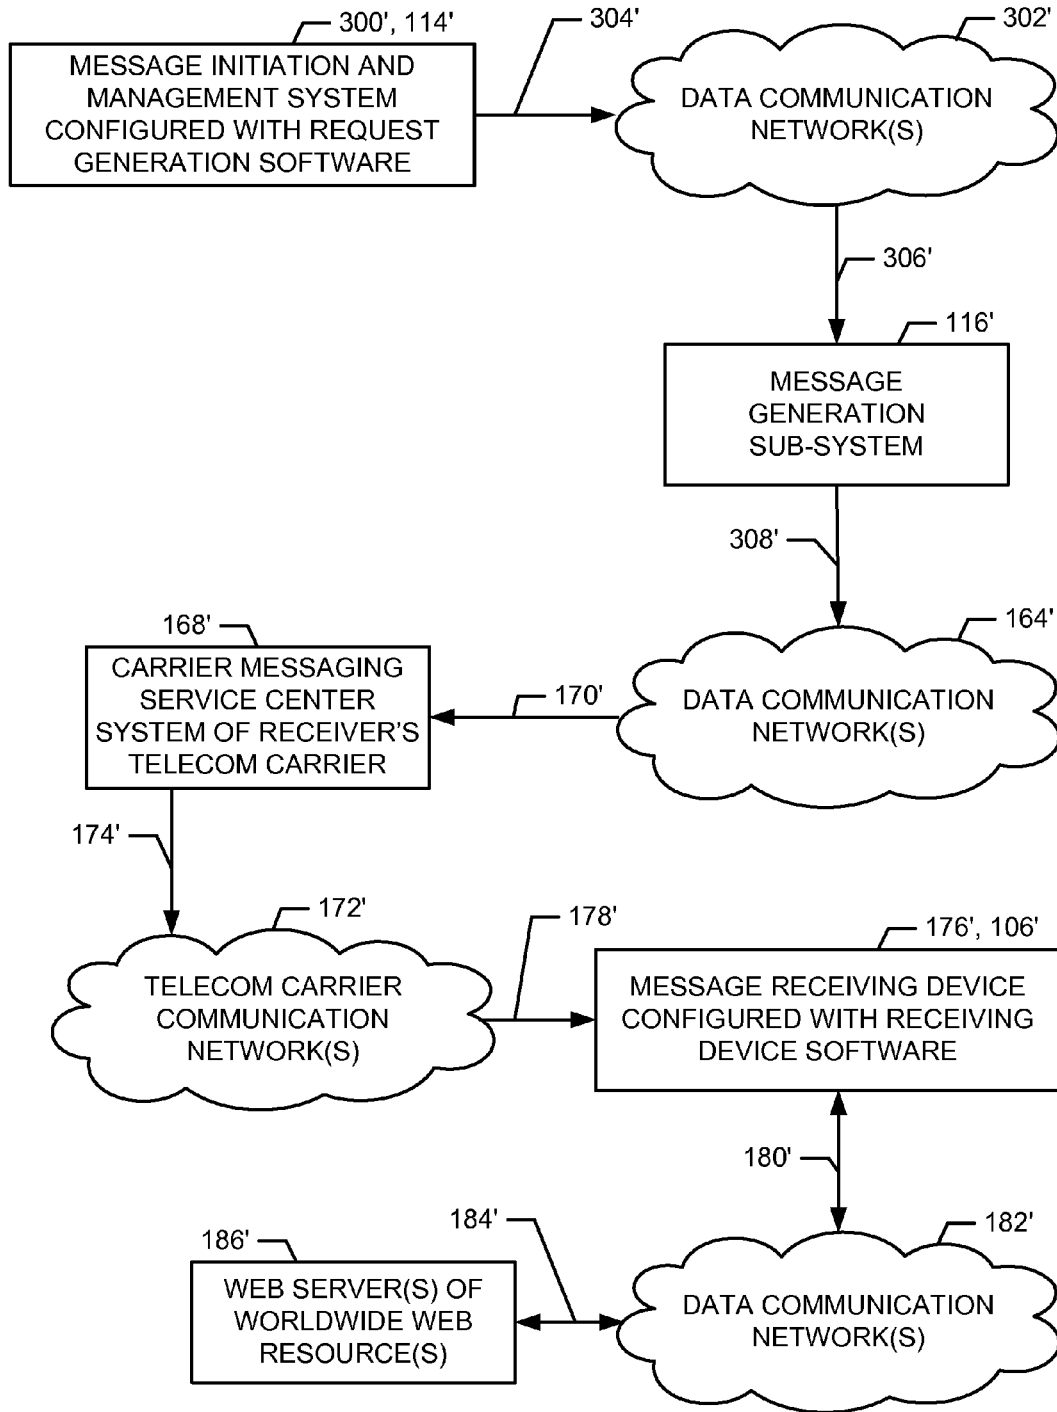 300', 114'
304'
302'
MESSAGE INITIATION AND
MANAGEMENT SYSTEM
CONFIGURED WITH REQUEST
GENERATION SOFTWARE
DATA COMMUNICATION
NETWORK(S)
306'
116'
MESSAGE
GENERATION
SUB-SYSTEM
308'
168'
164'
CARRIER MESSAGING
SERVICE CENTER
SYSTEM OF RECEIVER'S
TELECOM CARRIER
170'
DATA COMMUNICATION
NETWORK(S)
174'
172'
178'
176', 106'
TELECOM CARRIER
COMMUNICATION
NETWORK(S)
MESSAGE RECEIVING DEVICE
CONFIGURED WITH RECEIVING
DEVICE SOFTWARE
180'
186'
184'
182'
WEB SERVER(S) OF
WORLDWIDE WEB
RESOURCE(S)
DATA COMMUNICATION
NETWORK(S)